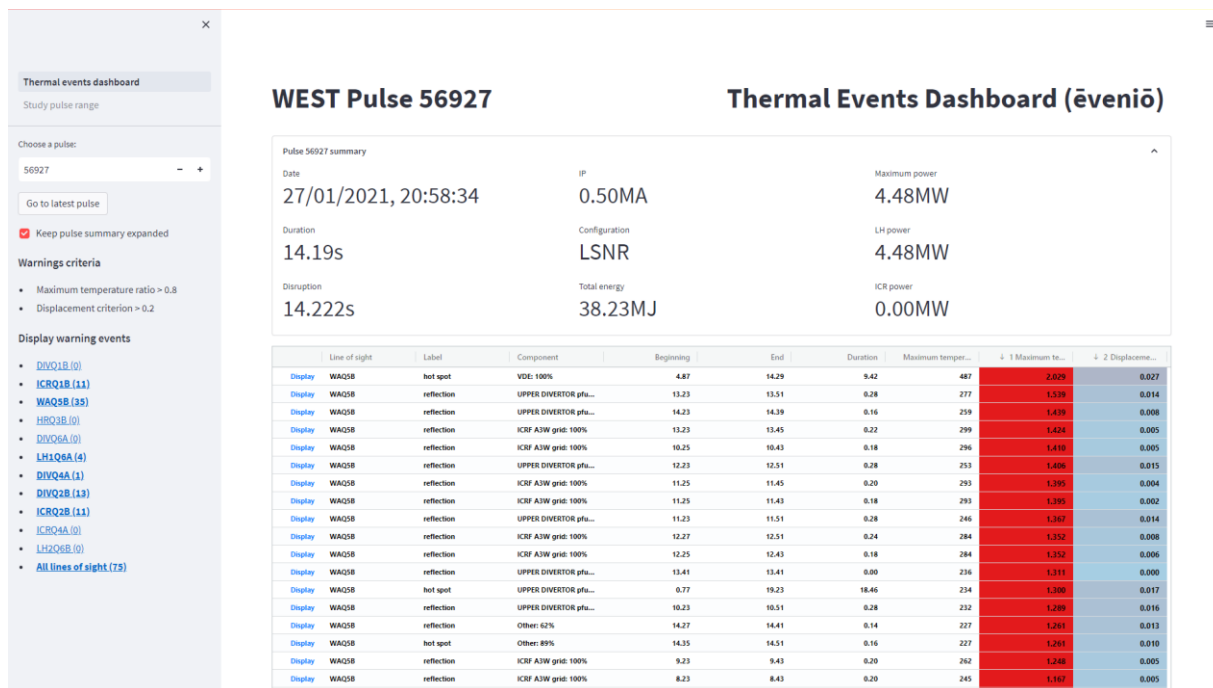 ×
≡
Thermal events dashboard
Study pulse range
Choose a pulse:
56927 − +
Go to latest pulse
Keep pulse summary expanded
Warnings criteria
• Maximum temperature ratio > 0.8
• Displacement criterion > 0.2
Display warning events
• DIVQ1B (0)
• ICRQ1B (11)
• WAQ5B (35)
• HRQ3B (0)
• DIVQ6A (0)
• LH1Q6A (4)
• DIVQ4A (1)
• DIVQ2B (13)
• ICRQ2B (11)
• ICRQ4A (0)
• LH2Q6B (0)
• All lines of sight (75)
WEST Pulse 56927 Thermal Events Dashboard (ēveniō)
Pulse 56927 summary
Date IP Maximum power
27/01/2021, 20:58:34 0.50MA 4.48MW
Duration Configuration LH power
14.19s LSNR 4.48MW
Disruption Total energy ICR power
14.222s 38.23MJ 0.00MW
Line of sight Label Component Beginning End Duration Maximum temper... ↓ 1 Maximum te... ↓ 2 Displaceme...
Display WAQ5B hot spot VDE: 100% 4.87 14.29 9.42 487 2.029 0.027
Display WAQ5B reflection UPPER DIVERTOR pfu... 13.23 13.51 0.28 277 1.539 0.014
Display WAQ5B reflection UPPER DIVERTOR pfu... 14.23 14.39 0.16 259 1.439 0.008
Display WAQ5B reflection ICRF A3W grid: 100% 13.23 13.45 0.22 299 1.424 0.005
Display WAQ5B reflection ICRF A3W grid: 100% 10.25 10.43 0.18 296 1.410 0.005
Display WAQ5B reflection UPPER DIVERTOR pfu... 12.23 12.51 0.28 253 1.406 0.015
Display WAQ5B reflection ICRF A3W grid: 100% 11.25 11.45 0.20 293 1.395 0.004
Display WAQ5B reflection ICRF A3W grid: 100% 11.25 11.43 0.18 293 1.395 0.002
Display WAQ5B reflection UPPER DIVERTOR pfu... 11.23 11.51 0.28 246 1.367 0.014
Display WAQ5B reflection ICRF A3W grid: 100% 12.27 12.51 0.24 284 1.352 0.008
Display WAQ5B reflection ICRF A3W grid: 100% 12.25 12.43 0.18 284 1.352 0.006
Display WAQ5B reflection UPPER DIVERTOR pfu... 13.41 13.41 0.00 236 1.311 0.000
Display WAQ5B hot spot UPPER DIVERTOR pfu... 0.77 19.23 18.46 234 1.300 0.017
Display WAQ5B reflection UPPER DIVERTOR pfu... 10.23 10.51 0.28 232 1.289 0.016
Display WAQ5B reflection Other: 62% 14.27 14.41 0.14 227 1.261 0.013
Display WAQ5B hot spot Other: 89% 14.35 14.51 0.16 227 1.261 0.010
Display WAQ5B reflection ICRF A3W grid: 100% 9.23 9.43 0.20 262 1.248 0.005
Display WAQ5B reflection ICRF A3W grid: 100% 8.23 8.43 0.20 245 1.167 0.005